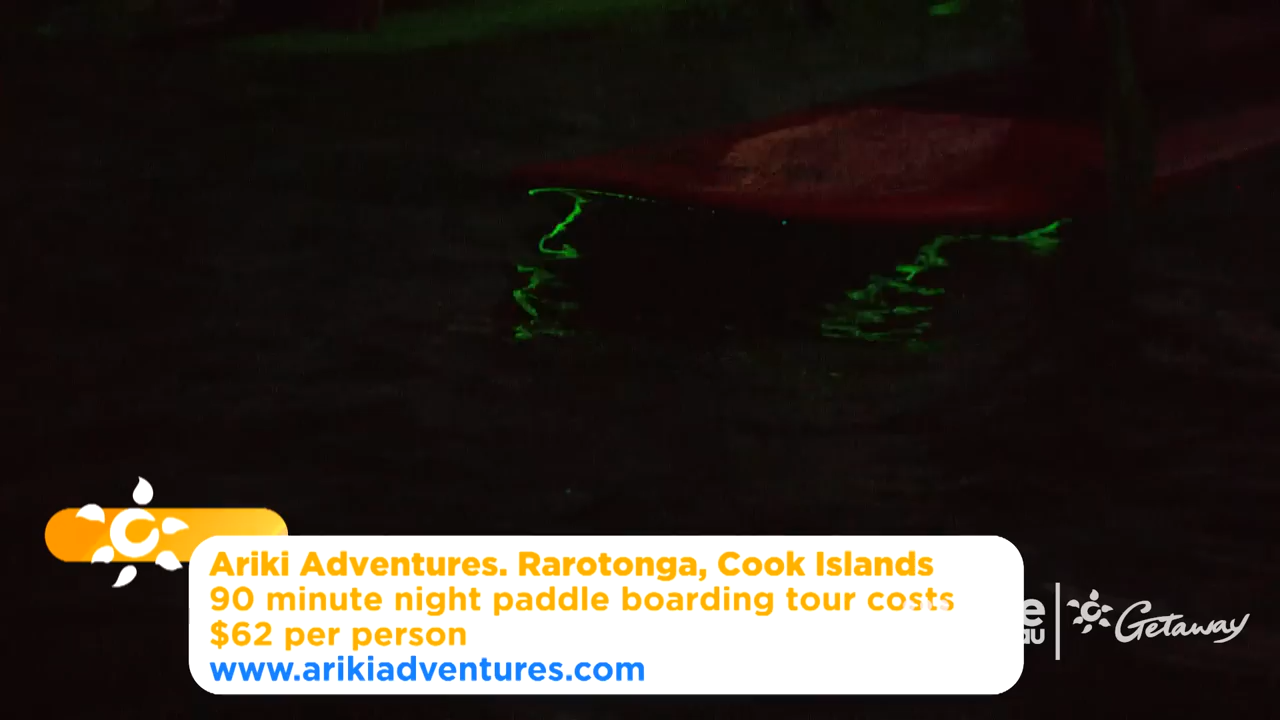 Ariki Adventures. Rarotonga, Cook Islands
90 minute night paddle boarding tour costs
$62 per person
www.arikiadventures.com
Getaway